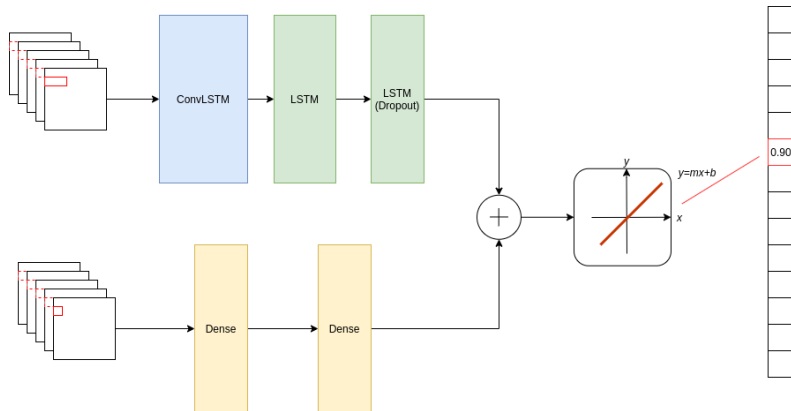 ConvLSTM
LSTM
LSTM
(Dropout)
y
y=mx+b
x
0.90
Dense
Dense